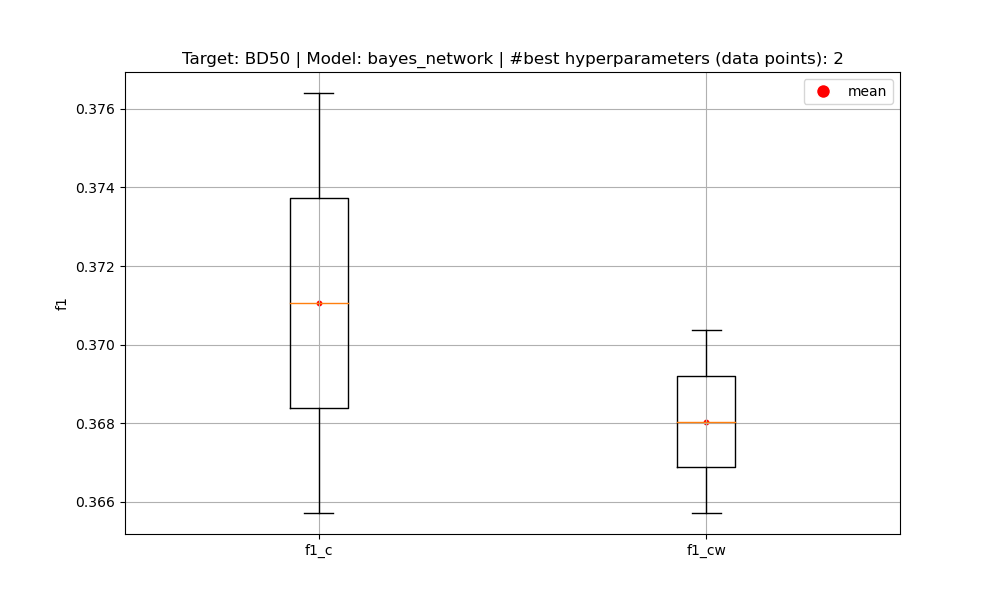 Target: BD50 | Model: bayes_network | #best hyperparameters (data points): 2
mean
0.376
0.374
0.372
0.370
0.368
0.366
f1
f1_c
f1_cw